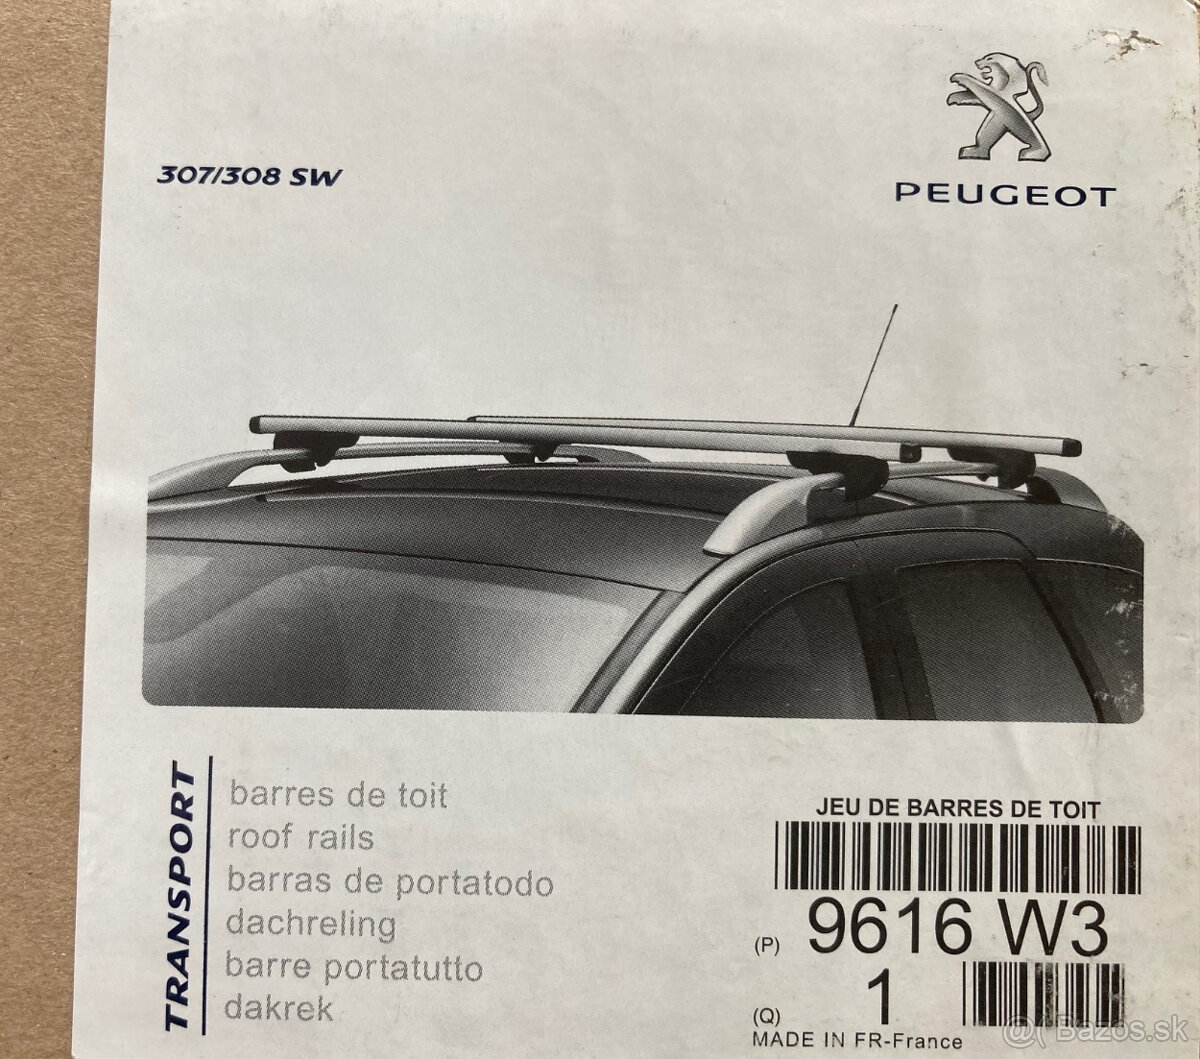 307/308 SW
PEUGEOT
TRANSPORT
barres de toit
roof rails
barras de portatodo
dachreling
barre portatutto
dakrek
JEU DE BARRES DE TOIT
(P) 9616 W3
(Q) 1
MADE IN FR-France
@( Bazos.sk